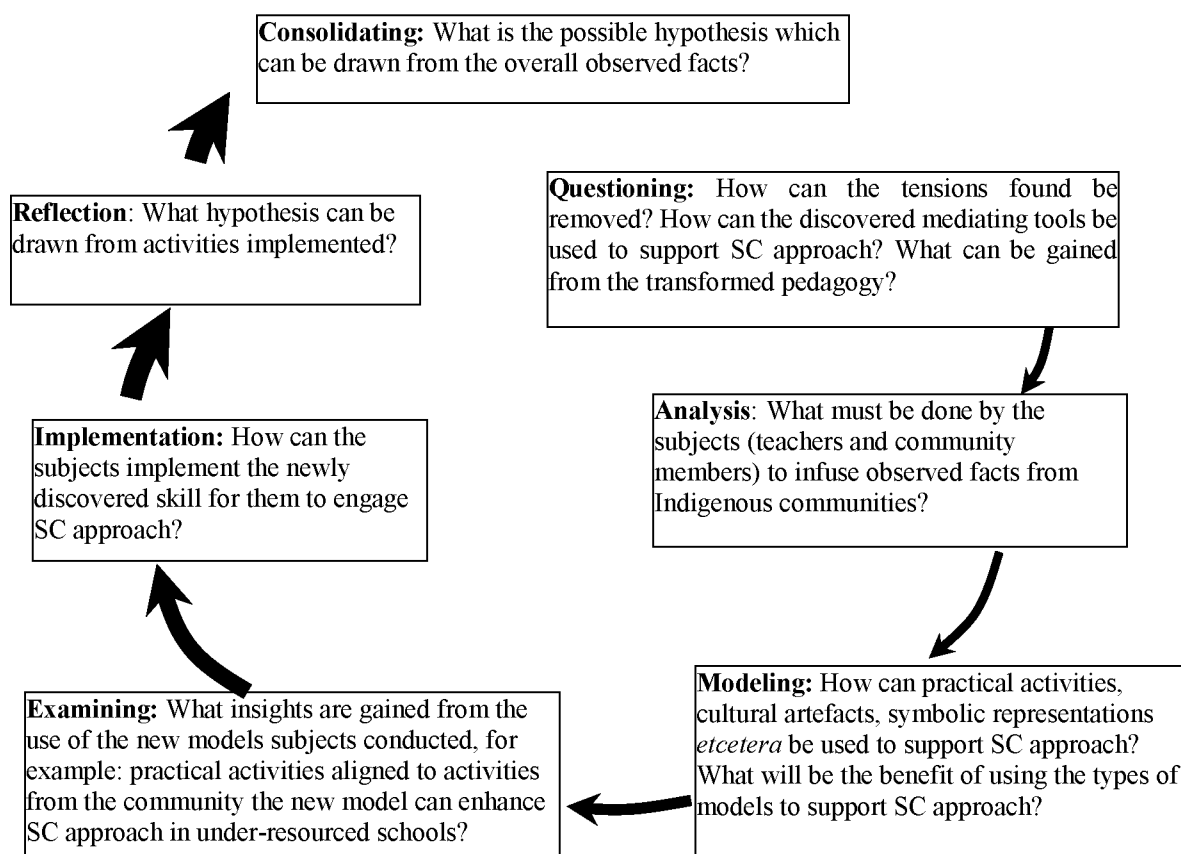 Consolidating: What is the possible hypothesis which
can be drawn from the overall observed facts?
Questioning: How can the tensions found be
removed? How can the discovered mediating tools be
used to support SC approach? What can be gained
from the transformed pedagogy?
Analysis: What must be done by the
subjects (teachers and community
members) to infuse observed facts from
Indigenous communities?
Modeling: How can practical activities,
cultural artefacts, symbolic representations
etcetera be used to support SC approach?
What will be the benefit of using the types of
models to support SC approach?
Examining: What insights are gained from the
use of the new models subjects conducted, for
example: practical activities aligned to activities
from the community the new model can enhance
SC approach in under-resourced schools?
Implementation: How can the
subjects implement the newly
discovered skill for them to engage
SC approach?
Reflection: What hypothesis can be
drawn from activities implemented?